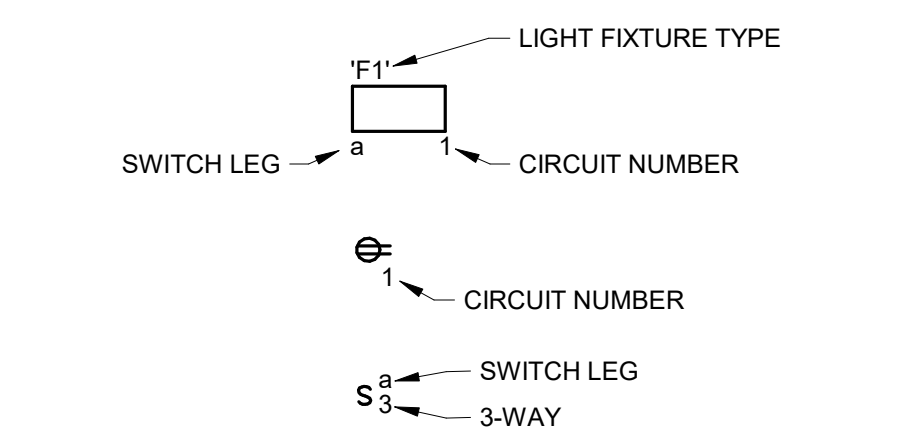 LIGHT FIXTURE TYPE
'F1'
a 1
SWITCH LEG CIRCUIT NUMBER
1
CIRCUIT NUMBER
a SWITCH LEG
S 3 3-WAY